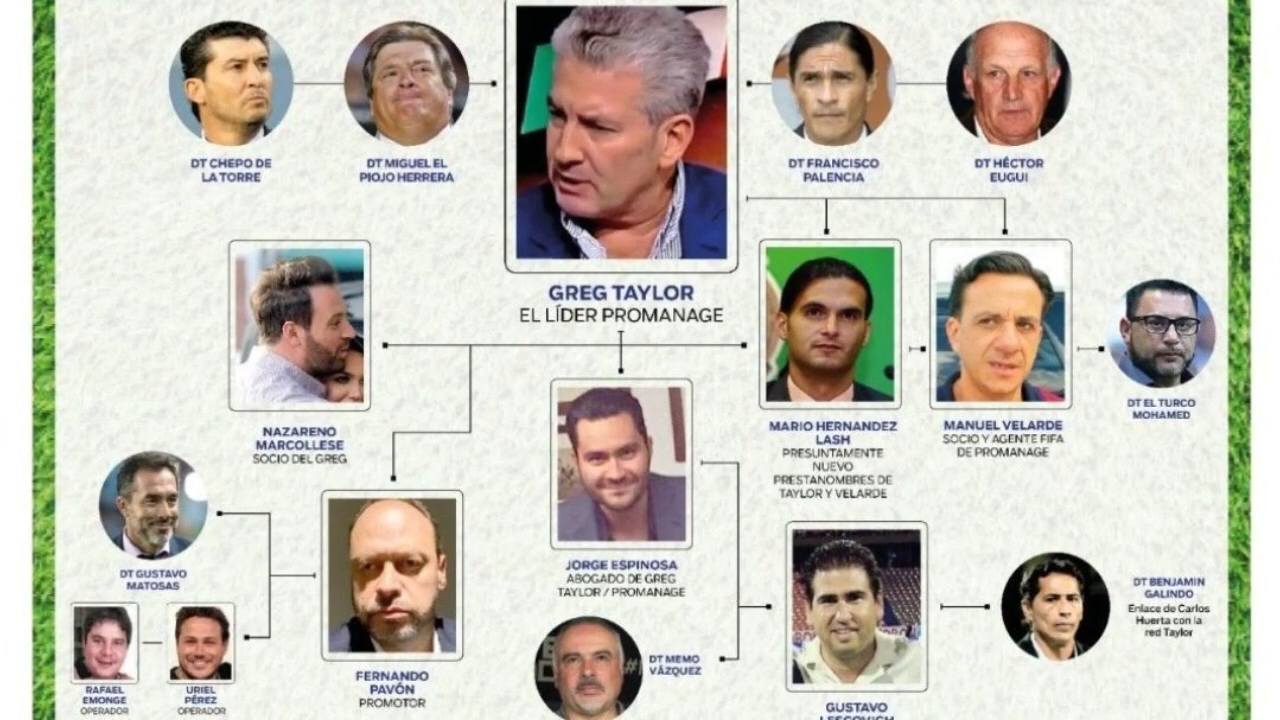 DT CHEPO DE
LA TORRE
DT MIGUEL EL
PIOJO HERRERA
DT FRANCISCO
PALENCIA
DT HÉCTOR
EUGUI
GREG TAYLOR
EL LÍDER PROMANAGE
NAZARENO
MARCOLLESE
SOCIO DEL GREG
MARIO HERNANDEZ
LASH
PRESUNTAMENTE
NUEVO
PRESTANOMBRES DE
TAYLOR Y VELARDE
MANUEL VELARDE
SOCIO Y AGENTE FIFA
DE PROMANAGE
DT EL TURCO
MOHAMED
DT GUSTAVO
MATOSAS
JORGE ESPINOSA
ABOGADO DE GREG
TAYLOR / PROMANAGE
DT BENJAMIN
GALINDO
Enlace de Carlos
Huerta con la
red Taylor
RAFAEL
EMONGE
OPERADOR
URIEL
PÉREZ
OPERADOR
FERNANDO
PAVÓN
PROMOTOR
DT MEMO
VÁZQUEZ
GUSTAVO